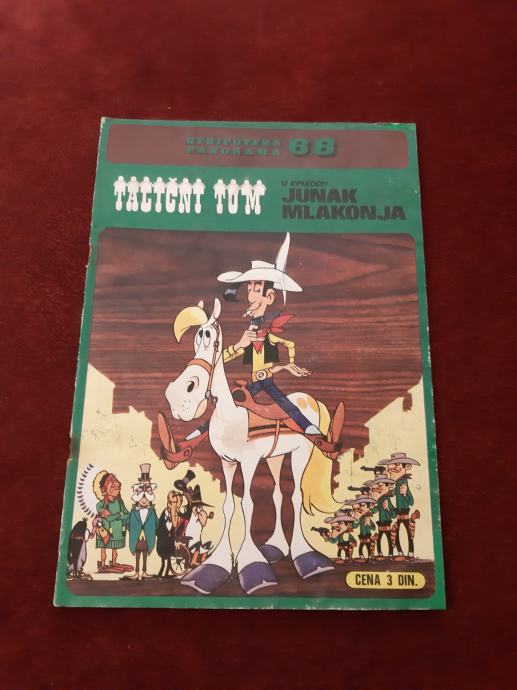 STRIPOTEKA
PANORAMA 68
TALIČNI TOM
U EPIZODI:
JUNAK
MLAKONJA
CENA 3 DIN.